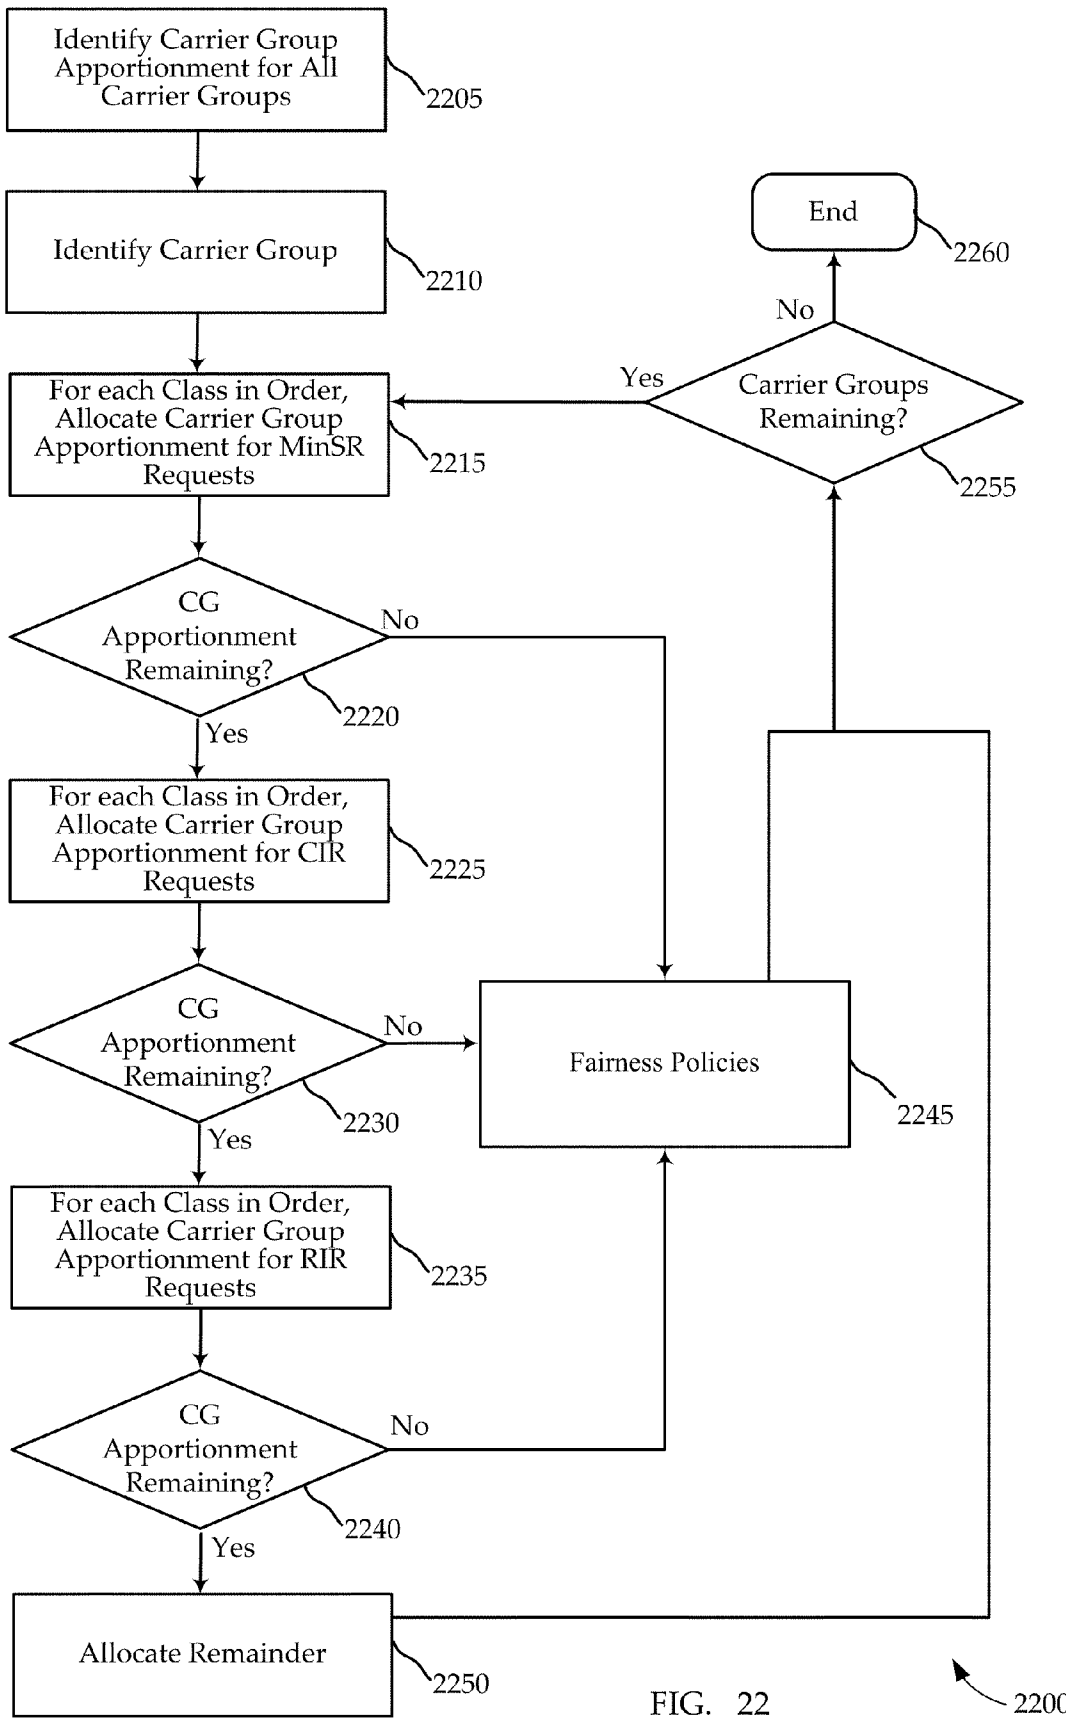 Identify Carrier Group
Apportionment for All
Carrier Groups
2205
Identify Carrier Group
2210
End
2260
No
Carrier Groups
Remaining?
Yes
2255
For each Class in Order,
Allocate Carrier Group
Apportionment for MinSR
Requests
2215
CG
Apportionment
Remaining?
No
2220
Yes
For each Class in Order,
Allocate Carrier Group
Apportionment for CIR
Requests
2225
CG
Apportionment
Remaining?
No
2230
Yes
Fairness Policies
2245
For each Class in Order,
Allocate Carrier Group
Apportionment for RIR
Requests
2235
CG
Apportionment
Remaining?
No
2240
Yes
Allocate Remainder
2250
FIG. 22
2200